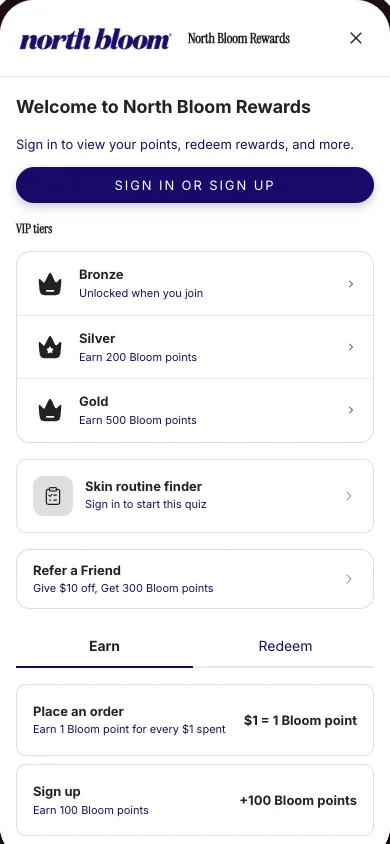 north bloom North Bloom Rewards
Welcome to North Bloom Rewards
Sign in to view your points, redeem rewards, and more.
SIGN IN OR SIGN UP
VIP tiers
Bronze
Unlocked when you join
Silver
Earn 200 Bloom points
Gold
Earn 500 Bloom points
Skin routine finder
Sign in to start this quiz
Refer a Friend
Give $10 off, Get 300 Bloom points
Earn Redeem
Place an order
Earn 1 Bloom point for every $1 spent
$1 = 1 Bloom point
Sign up
Earn 100 Bloom points
+100 Bloom points